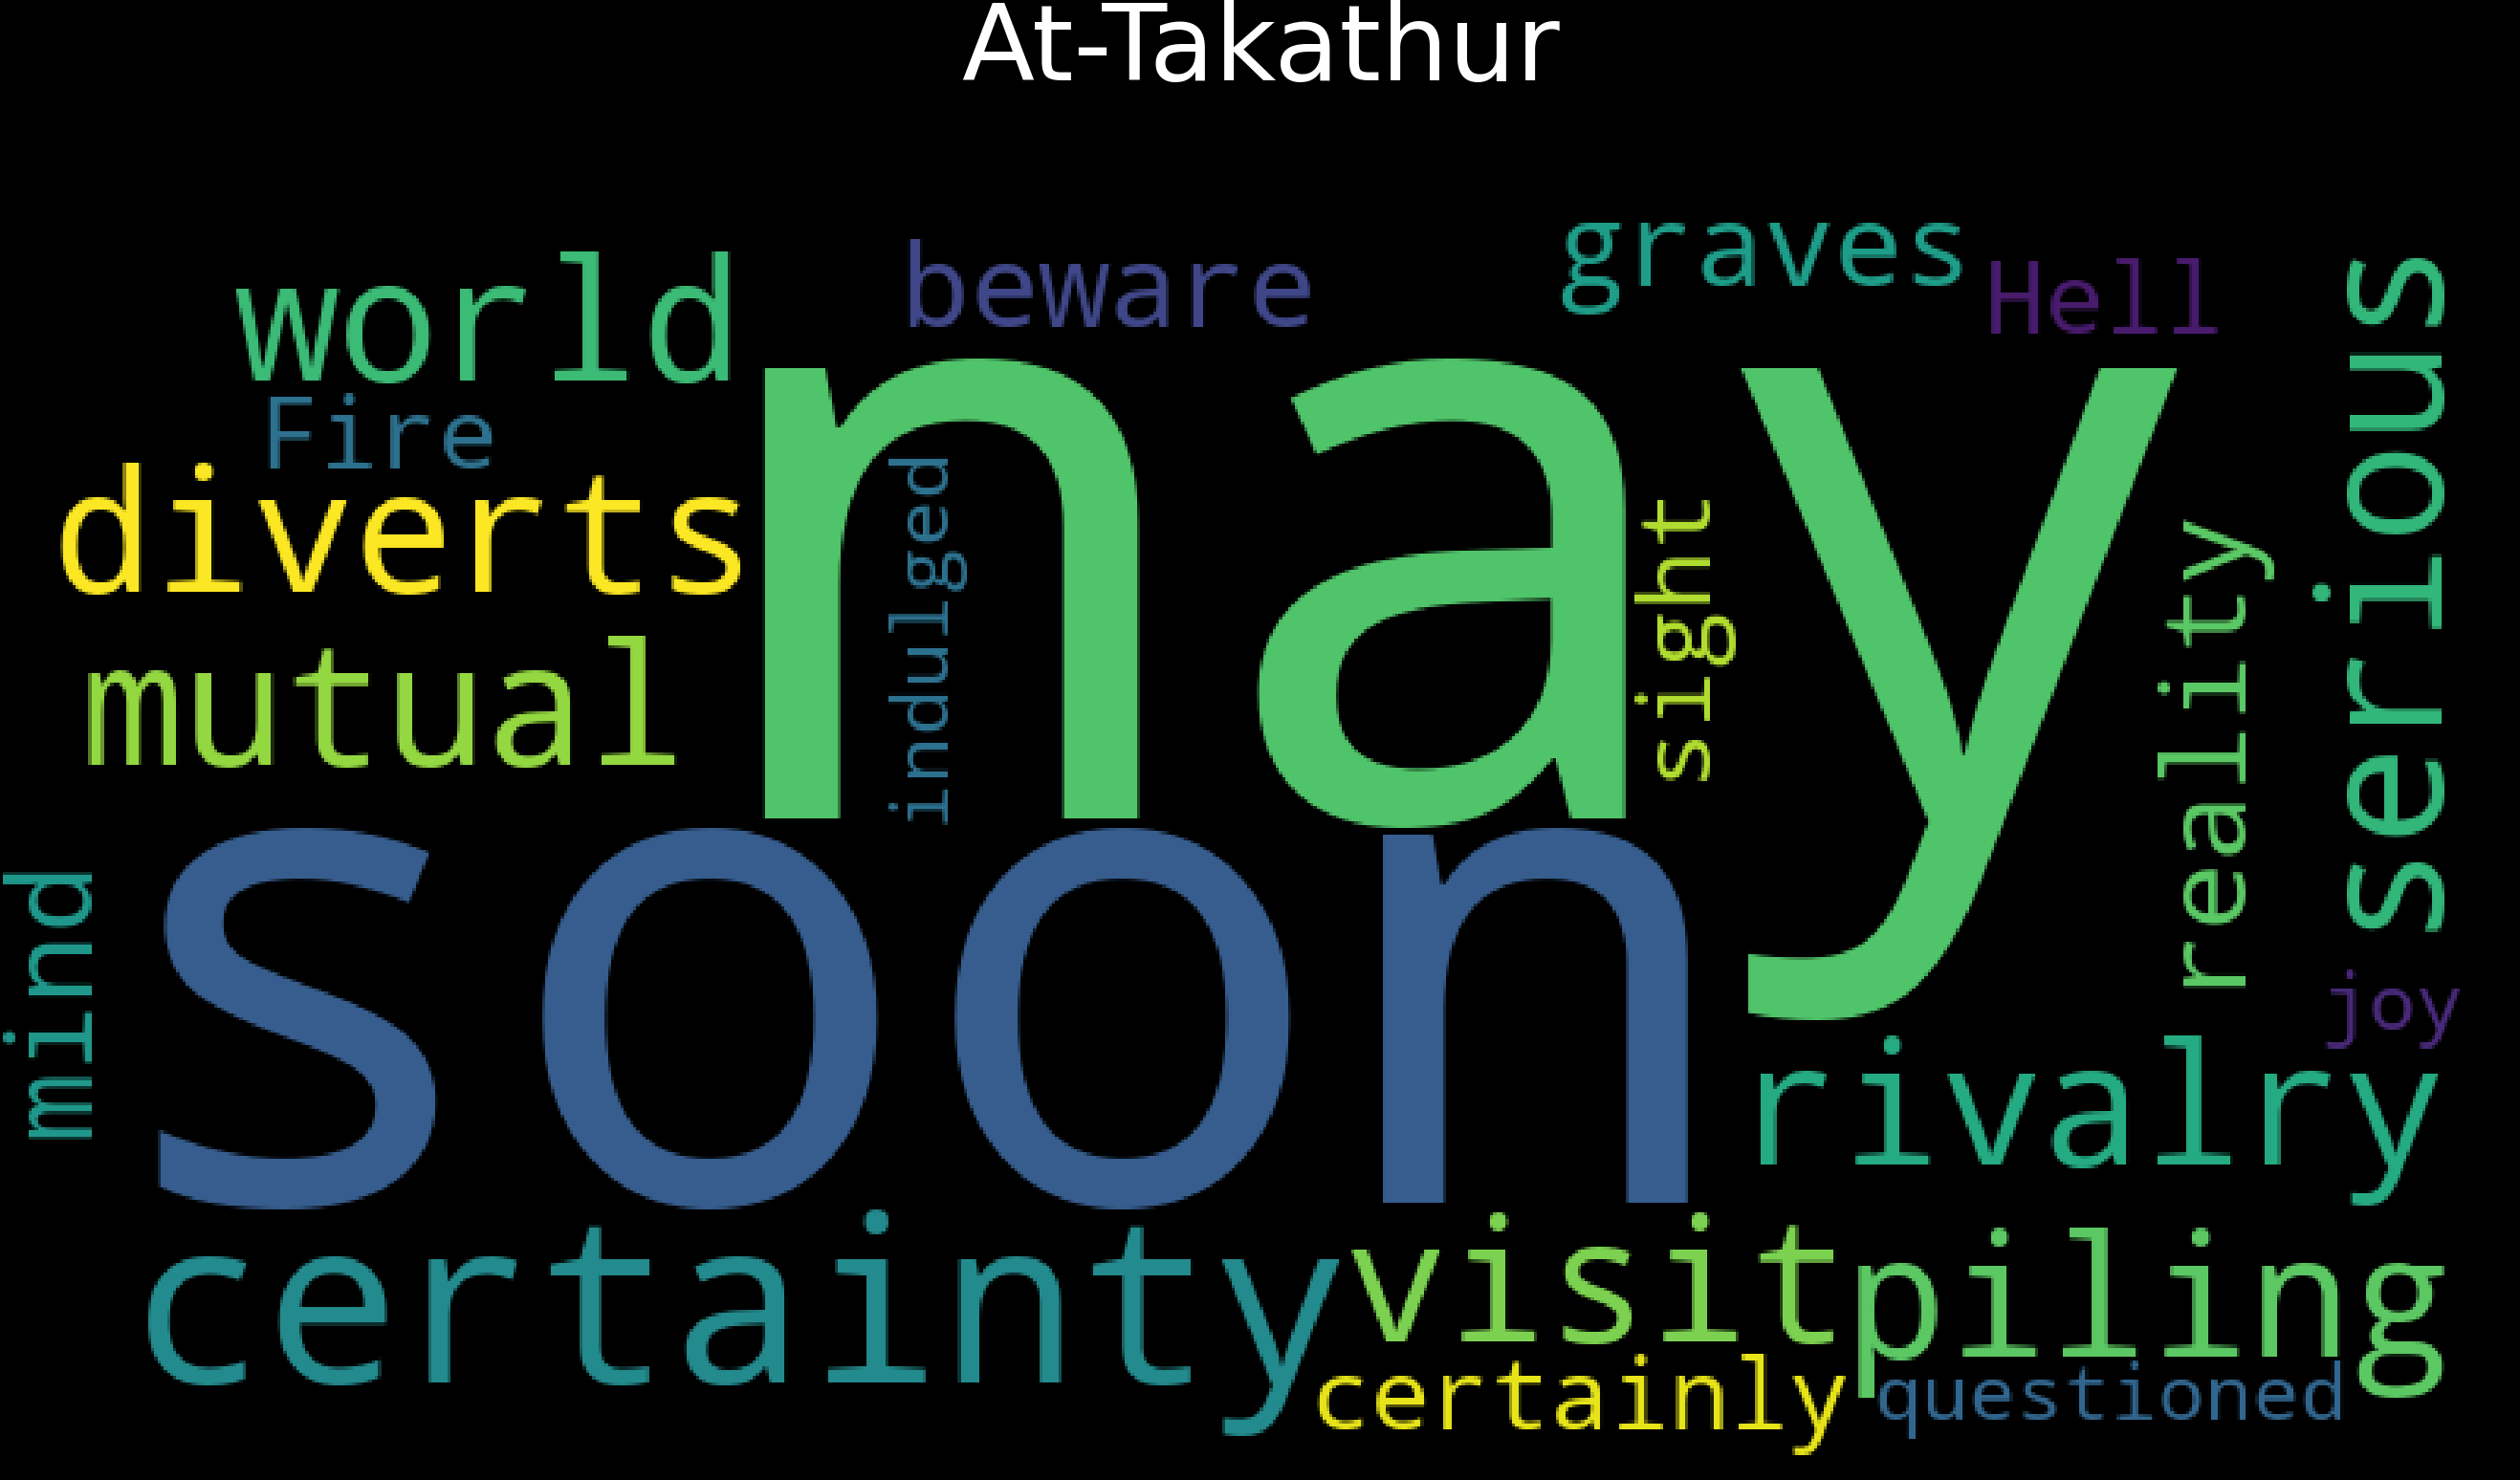 At-Takathur
graves
beware
Hell
world
serious
Fire
nay
diverts
indulged
sight
reality
mutual
soon
mind
joy
rivalry
certainty
visit
piling
certainly
questioned